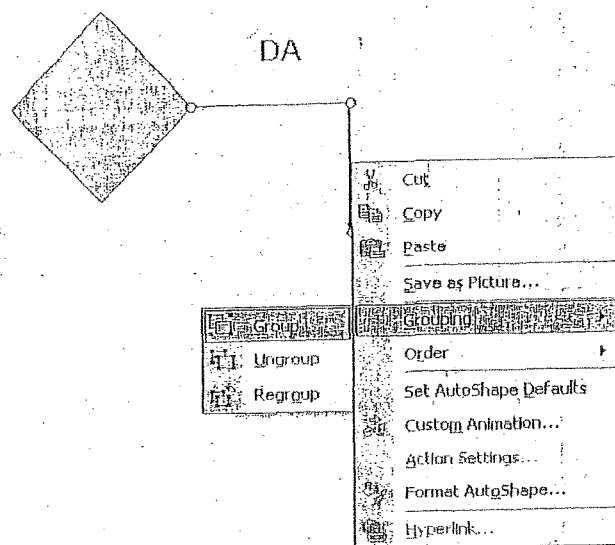 DA
Cut
Copy
Paste
Save as Picture...
Group
Grouping
Ungroup
Order
Regroup
Set AutoShape Defaults
Custom Animation...
Action Settings...
Format AutoShape...
Hyperlink...